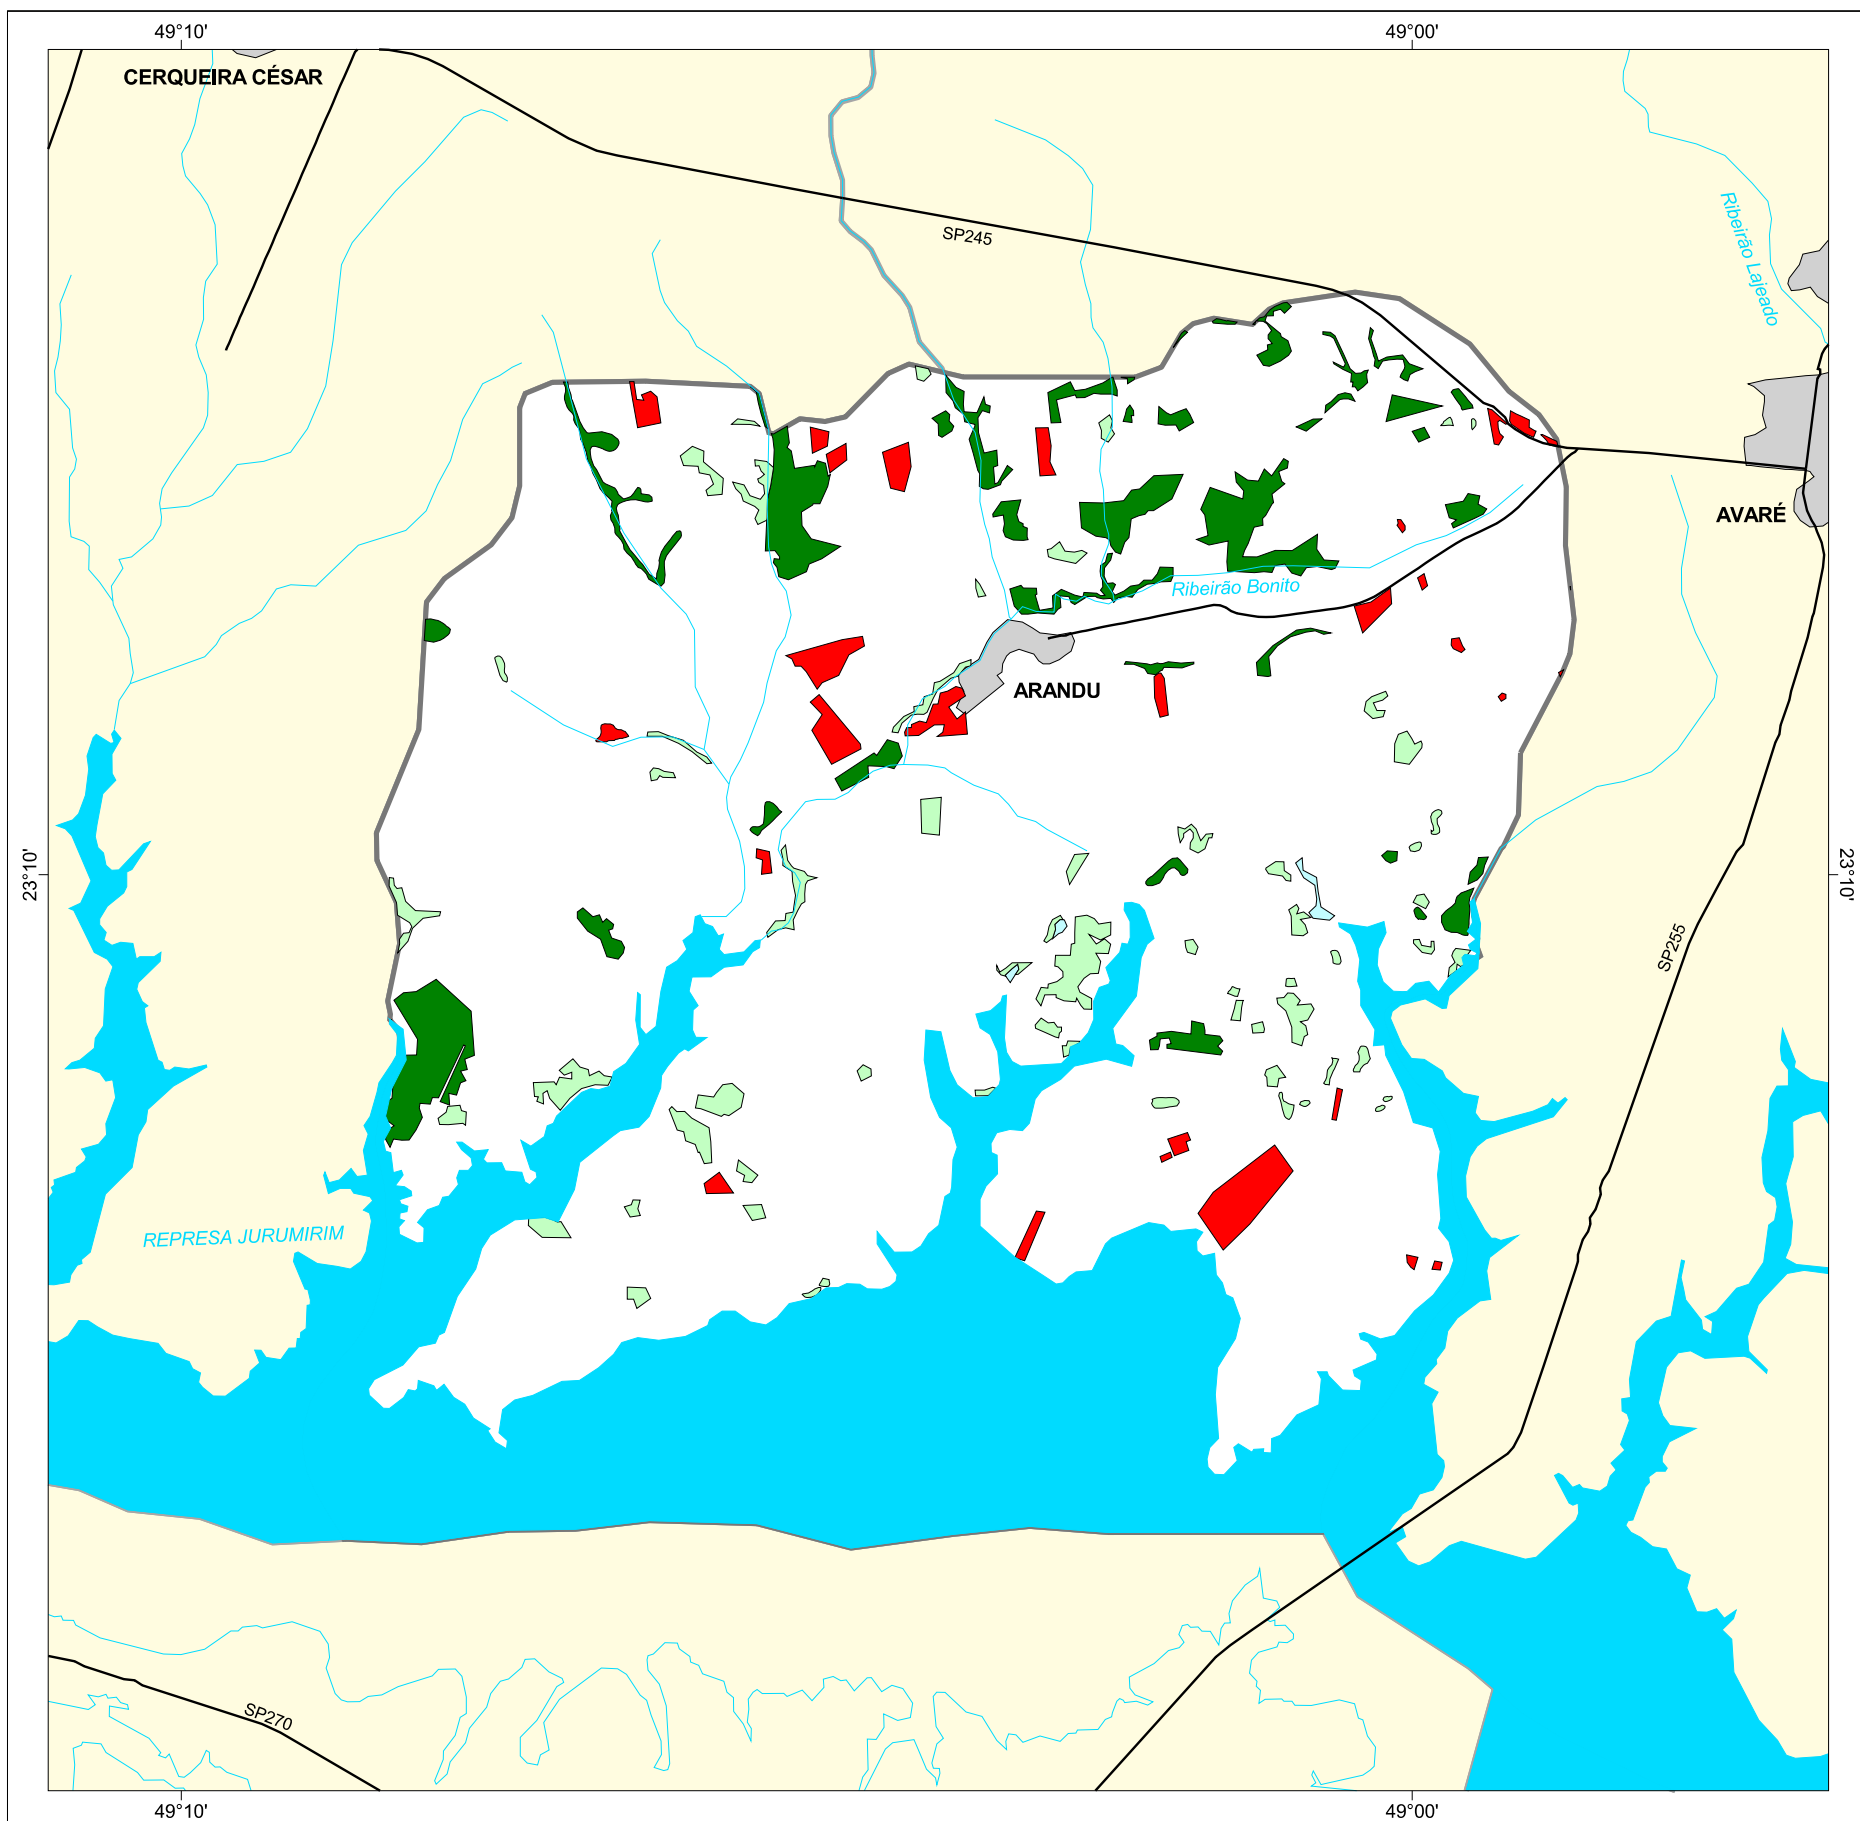 49°10'
49°00'
CERQUEIRA CÉSAR
SP245
Ribeirão Lajeado
AVARÉ
Ribeirão Bonito
ARANDU
23°10'
23°10'
SP255
REPRESA JURUMIRIM
SP270
49°10'
49°00'